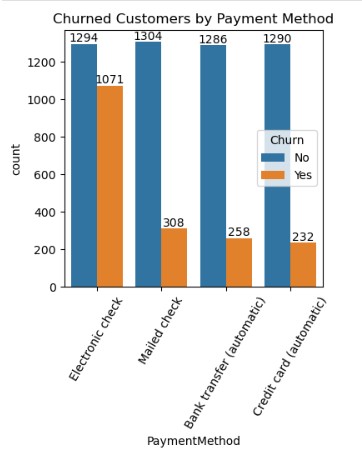 Churned Customers by Payment Method
1294
1304
1286
1290
1071
308
258
232
1200
1000
800
600
400
200
0
count
Churn
No
Yes
Electronic check
Mailed check
Bank transfer (automatic)
Credit card (automatic)
PaymentMethod